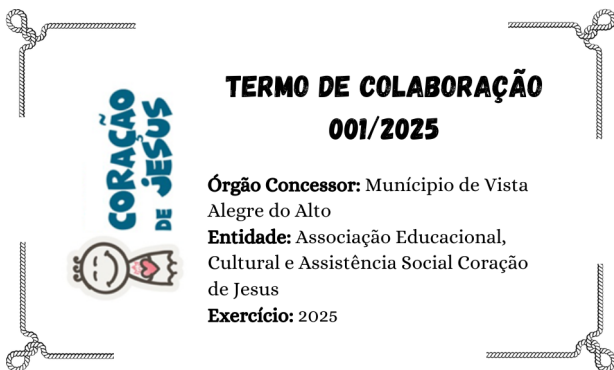 CORAÇÃO
DE JESUS
TERMO DE COLABORAÇÃO
001/2025
Órgão Concessor: Munícipio de Vista
Alegre do Alto
Entidade: Associação Educacional,
Cultural e Assistência Social Coração
de Jesus
Exercício: 2025